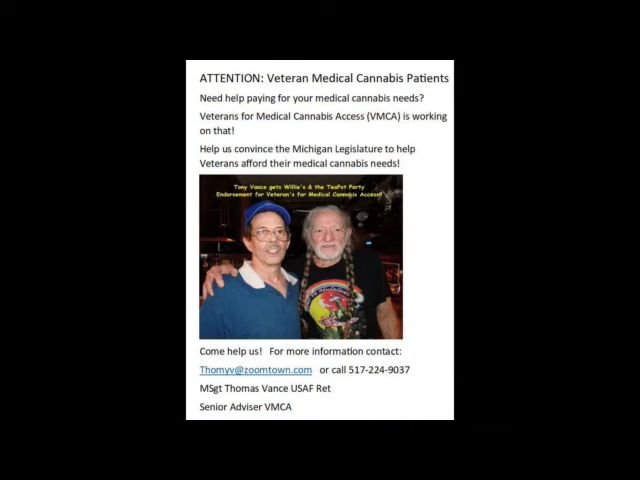 ATTENTION: Veteran Medical Cannabis Patients
Need help paying for your medical cannabis needs?
Veterans for Medical Cannabis Access (VMCA) is working
on that!
Help us convince the Michigan Legislature to help
Veterans afford their medical cannabis needs!
Tony Vance gets Willie's & the TeaPot Party
Endorsement for Veteran's for Medical Cannabis Access!!
Come help us! For more information contact:
Thomyv@zoomtown.com or call 517-224-9037
MSgt Thomas Vance USAF Ret
Senior Adviser VMCA